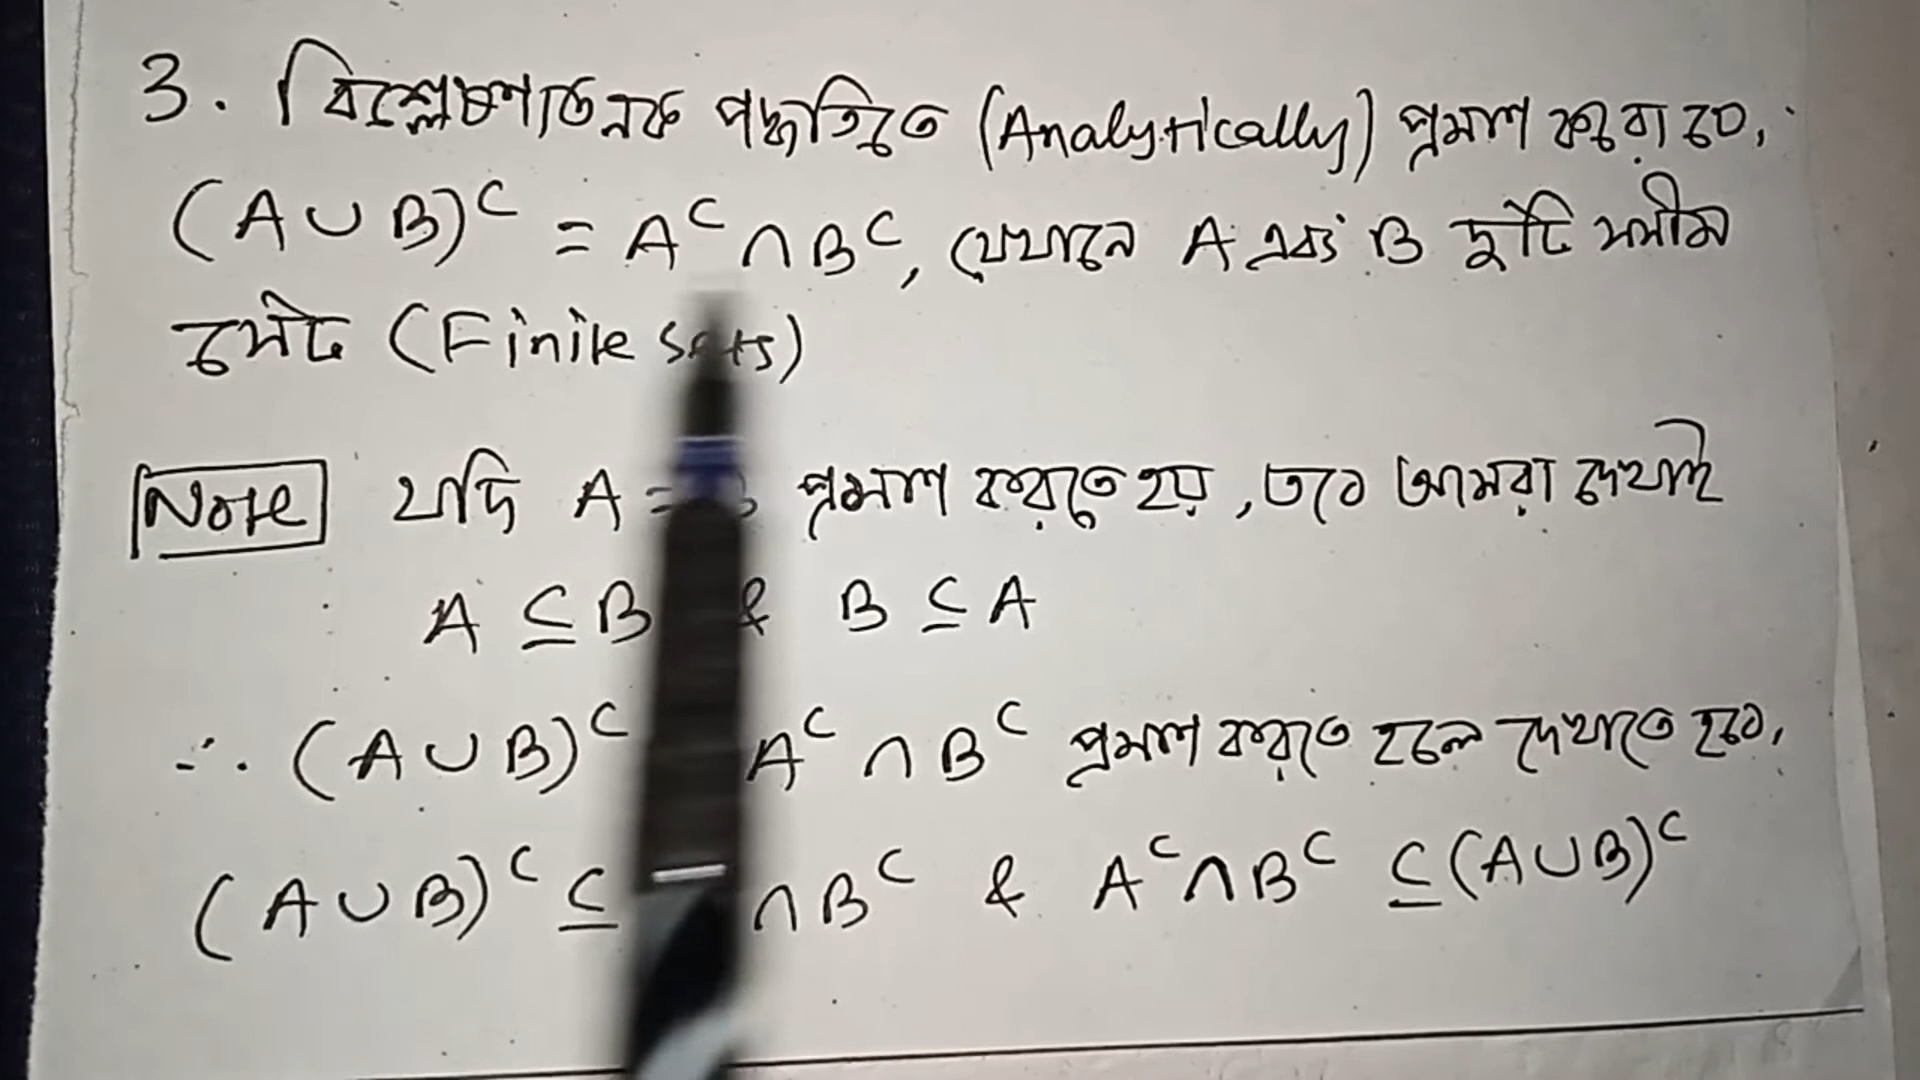 3. বিশ্লেষণাত্মক পদ্ধতিতে (Analytically) প্রমাণ করো যে,
(A ∪ B)ᶜ = Aᶜ ∩ Bᶜ, যেখানে A এবং B দুটি সসীম
সেট (Finite Sets)
Note যদি A = প্রমাণ করতে হয়, তবে আমরা দেখাই
A ⊆ B & B ⊆ A
∴ (A ∪ B)ᶜ Aᶜ ∩ Bᶜ প্রমাণ করতে হলে দেখাতে হবে,
(A ∪ B)ᶜ ⊆ ∩ Bᶜ & Aᶜ ∩ Bᶜ ⊆ (A ∪ B)ᶜ